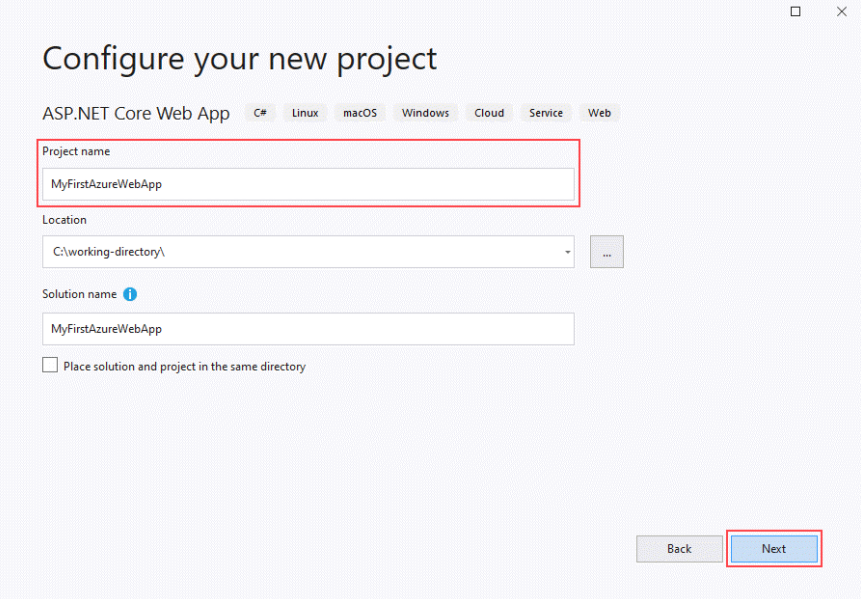 Configure your new project
ASP.NET Core Web App C# Linux macOS Windows Cloud Service Web
Project name
MyFirstAzureWebApp
Location
C:\working-directory\
...
Solution name
MyFirstAzureWebApp
Place solution and project in the same directory
Back Next